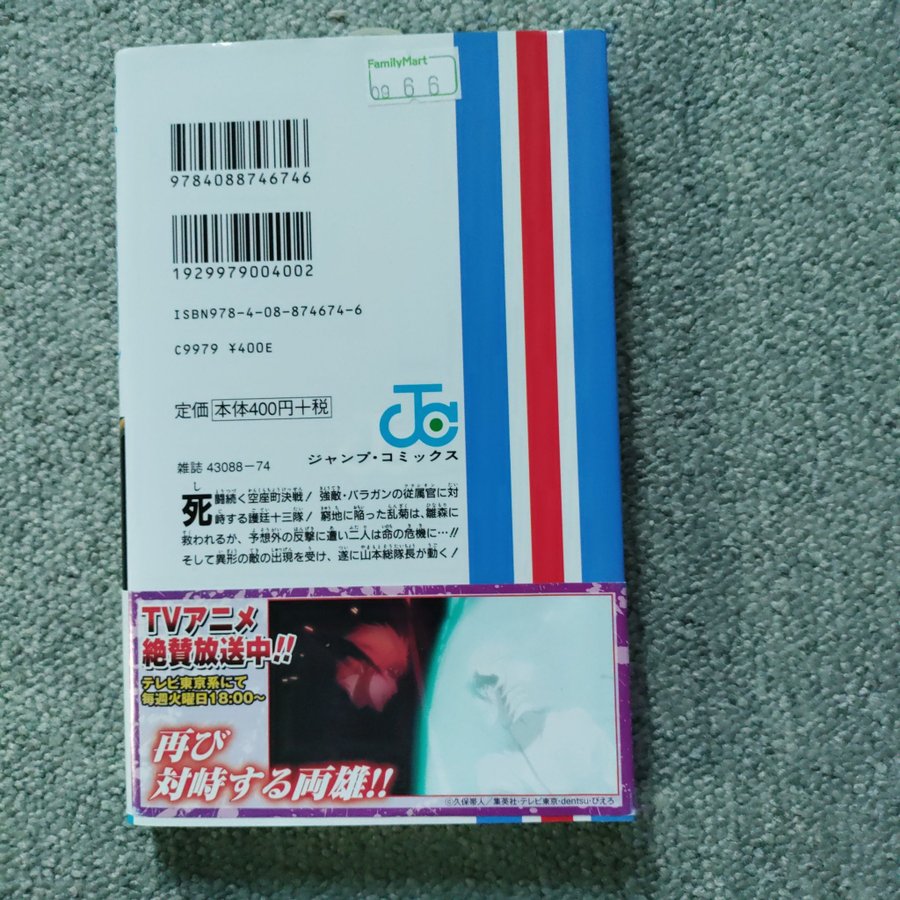 FamilyMart
09 6 6
9784088746746
1929979004002
ISBN978-4-08-874674-6
C9979 ¥400E
定価 本体400円+税
ジャンプ・コミックス
雑誌 43088-74
死闘続く空座町決戦! 強敵・バラガンの従属官に対
峙する護廷十三隊! 窮地に陥った乱菊は、雛森に
救われるか、予想外の反撃に遭い二人は命の危機に…!!
そして異形の敵の出現を受け、遂に山本総隊長が動く!
TVアニメ
絶賛放送中!!
テレビ東京系にて
毎週火曜日18:00〜
再び
対峙する両雄!!
©久保帯人/集英社・テレビ東京・dentsu・ぴえろ